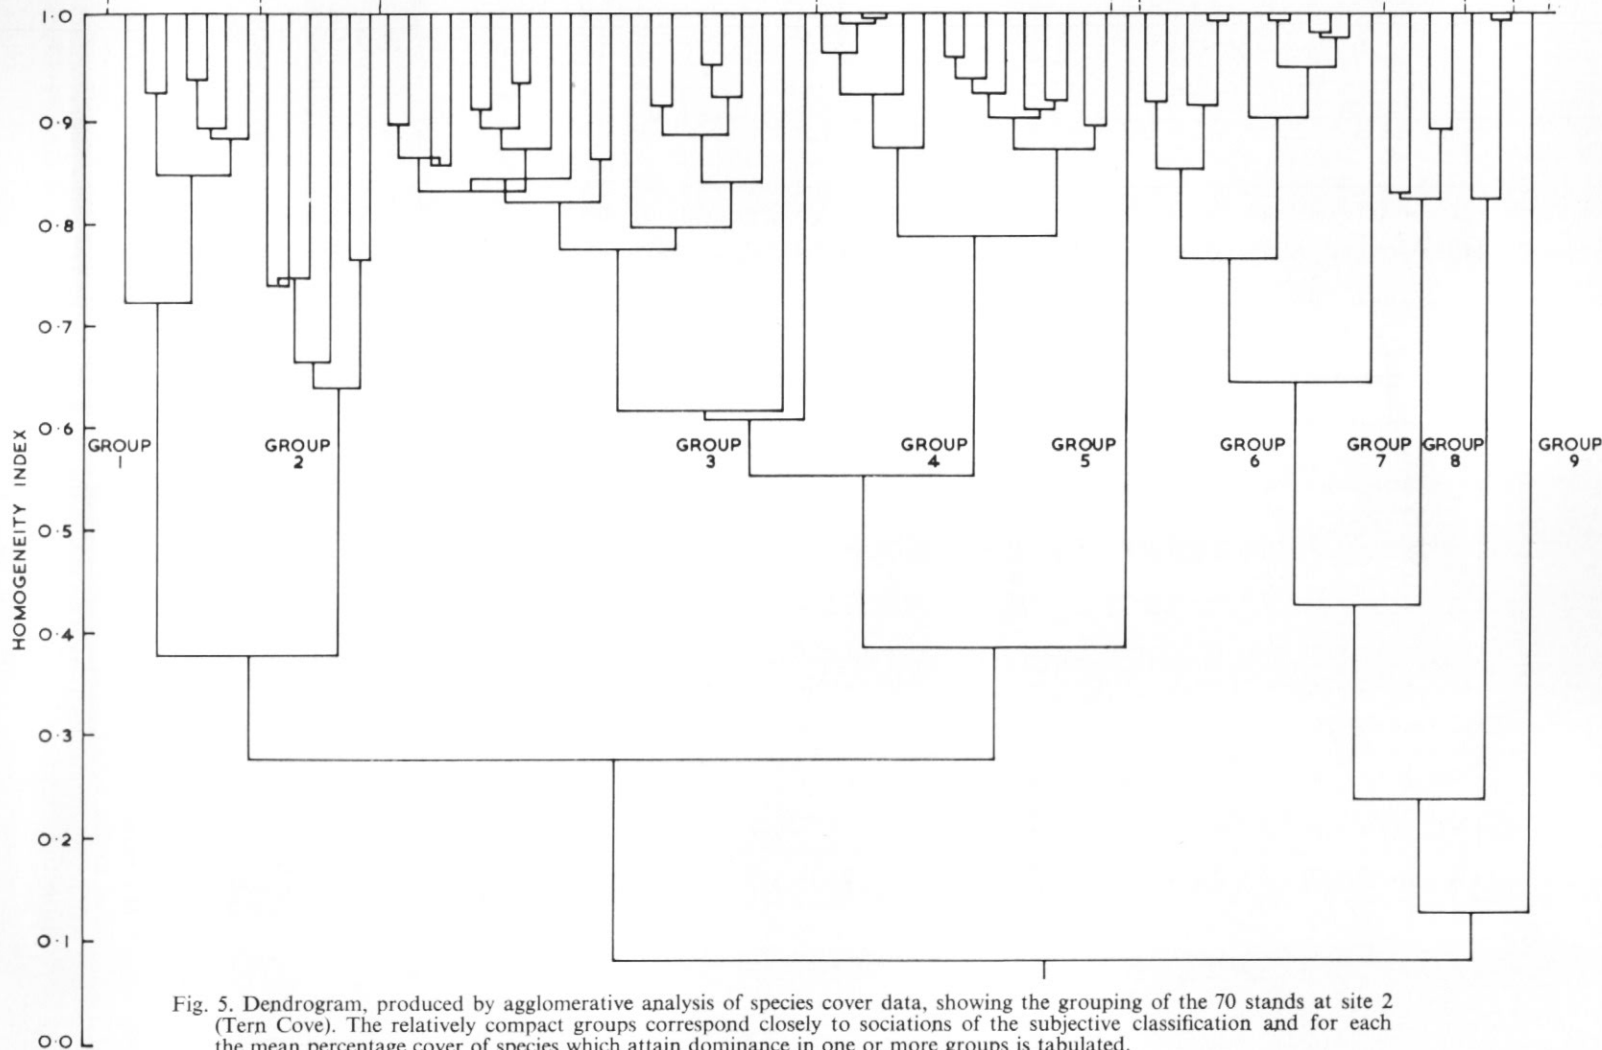 1·0
0·9
0·8
0·7
0·6
0·5
0·4
0·3
0·2
0·1
0·0
HOMOGENEITY INDEX
GROUP 1
GROUP 2
GROUP 3
GROUP 4
GROUP 5
GROUP 6
GROUP 7
GROUP 8
GROUP 9
Fig. 5. Dendrogram, produced by agglomerative analysis of species cover data, showing the grouping of the 70 stands at site 2
(Tern Cove). The relatively compact groups correspond closely to sociations of the subjective classification and for each
the mean percentage cover of species which attain dominance in one or more groups is tabulated.